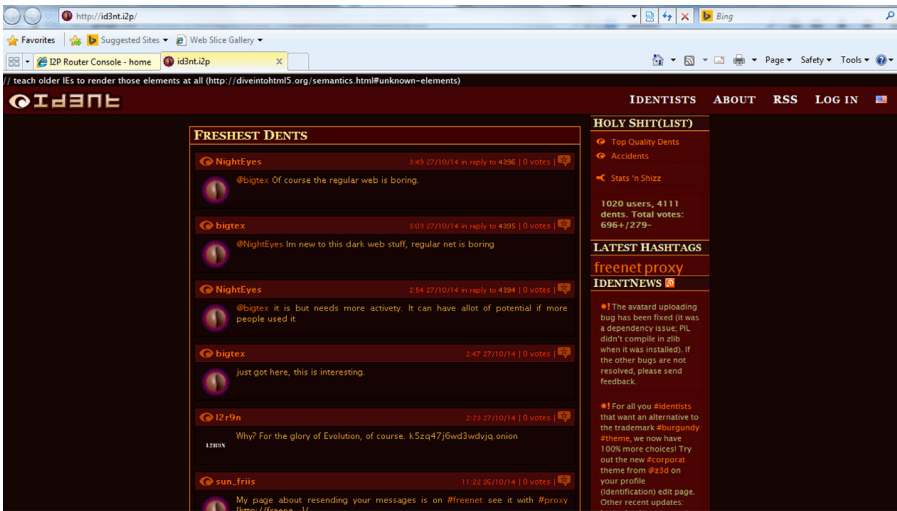 http://id3nt.i2p/
Bing
Favorites
Suggested Sites
Web Slice Gallery
I2P Router Console - home
id3nt.i2p
X
Page
Safety
Tools
// teach older IEs to render those elements at all (http://diveintohtml5.org/semantics.html#unknown-elements)
Id3nt
Identists
About
RSS
Log in
Freshest Dents
NightEyes
3:49 27/10/14 in reply to 4396 | 0 votes |
@bigtex Of course the regular web is boring.
bigtex
3:03 27/10/14 in reply to 4395 | 0 votes |
@NightEyes Im new to this dark web stuff, regular net is boring
NightEyes
2:54 27/10/14 in reply to 4394 | 0 votes |
@bigtex it is but needs more activety. It can have allot of potential if more
people used it
bigtex
2:47 27/10/14 | 0 votes |
just got here, this is interesting.
l2r9n
2:23 27/10/14 | 0 votes |
I2R9N
Why? For the glory of Evolution, of course. k5zq47j6wd3wdvjq.onion
sun_friis
11:22 26/10/14 | 0 votes |
My page about resending your messages is on #freenet see it with #proxy
Holy Shit(list)
Top Quality Dents
Accidents
Stats 'n Shizz
1020 users, 4111
dents. Total votes:
696+/279-
Latest Hashtags
freenet proxy
IdentNews
! The avatard uploading
bug has been fixed (it was
a dependency issue; PIL
didn't compile in zlib
when it was installed). If
the other bugs are not
resolved, please send
feedback.
! For all you #identists
that want an alternative to
the trademark #burgundy
#theme, we now have
100% more choices! Try
out the new #corporat
theme from @z3d on
your profile
(Identification) edit page.
Other recent updates: